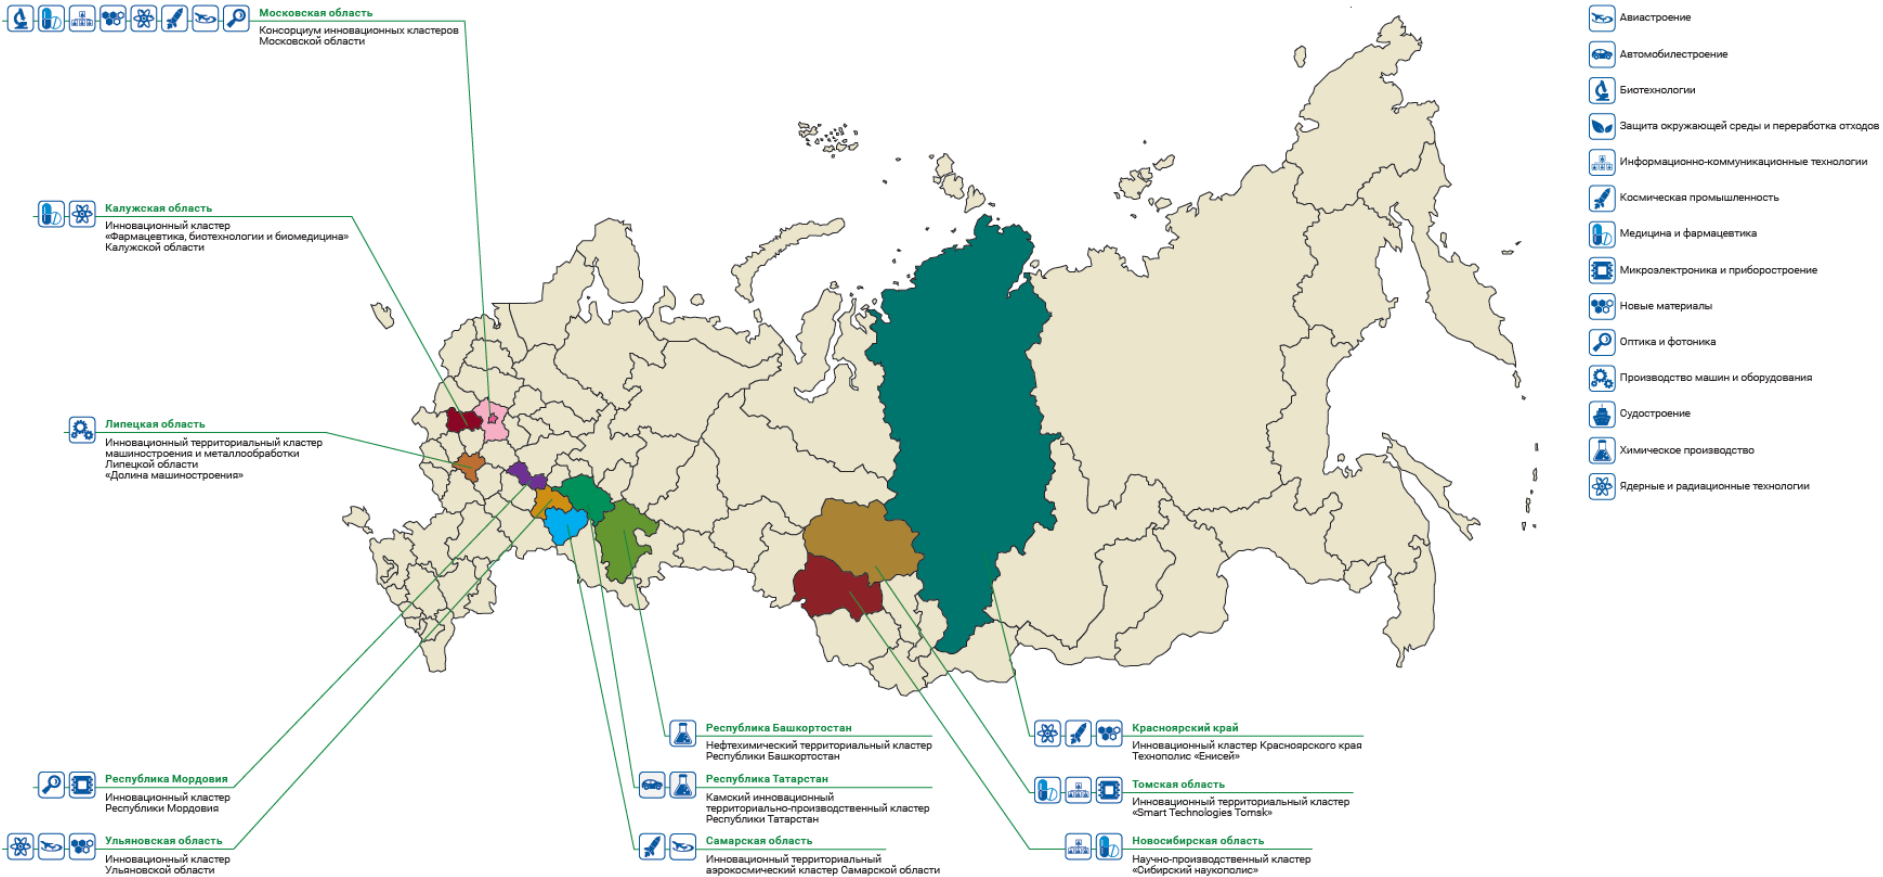 Московская область
Консорциум инновационных кластеров
Московской области
Калужская область
Инновационный кластер
«Фармацевтика, биотехнологии и биомедицина»
Калужской области
Липецкая область
Инновационный территориальный кластер
машиностроения и металлообработки
Липецкой области
«Долина машиностроения»
Республика Мордовия
Инновационный кластер
Республики Мордовия
Ульяновская область
Инновационный кластер
Ульяновской области
Республика Башкортостан
Нефтехимический территориальный кластер
Республики Башкортостан
Республика Татарстан
Камский инновационный
территориально-производственный кластер
Республики Татарстан
Самарская область
Инновационный территориальный
аэрокосмический кластер Самарской области
Красноярский край
Инновационный кластер Красноярского края
Технополис «Енисей»
Томская область
Инновационный территориальный кластер
«Smart Technologies Tomsk»
Новосибирская область
Научно-производственный кластер
«Сибирский наукополис»
Авиастроение
Автомобилестроение
Биотехнологии
Защита окружающей среды и переработка отходов
Информационно-коммуникационные технологии
Космическая промышленность
Медицина и фармацевтика
Микроэлектроника и приборостроение
Новые материалы
Оптика и фотоника
Производство машин и оборудования
Судостроение
Химическое производство
Ядерные и радиационные технологии